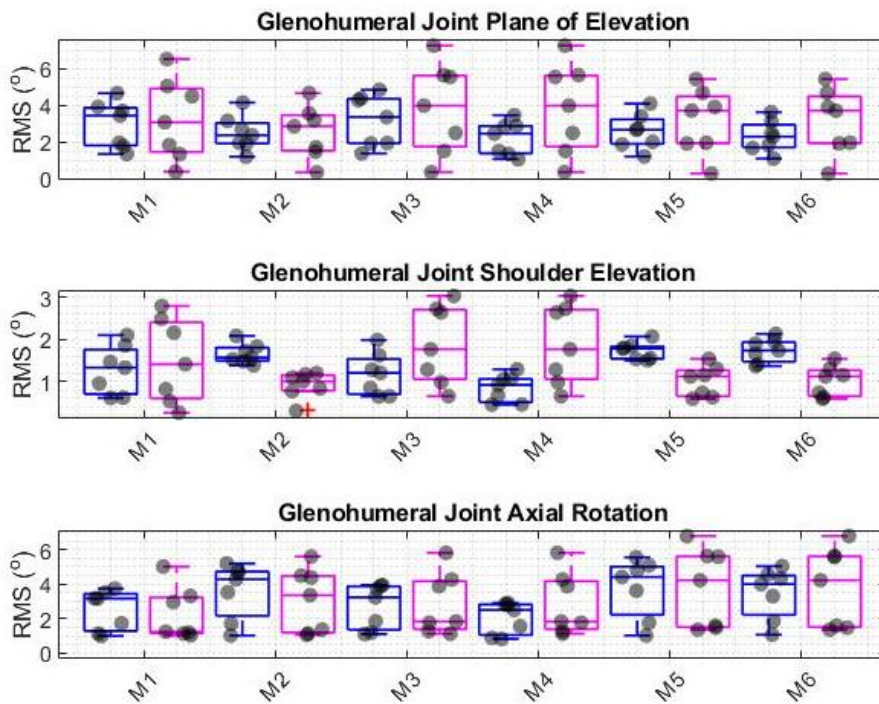 Glenohumeral Joint Plane of Elevation
RMS (°)
6
4
2
0
M1 M2 M3 M4 M5 M6
Glenohumeral Joint Shoulder Elevation
RMS (°)
3
2
1
M1 M2 M3 M4 M5 M6
Glenohumeral Joint Axial Rotation
RMS (°)
6
4
2
0
M1 M2 M3 M4 M5 M6